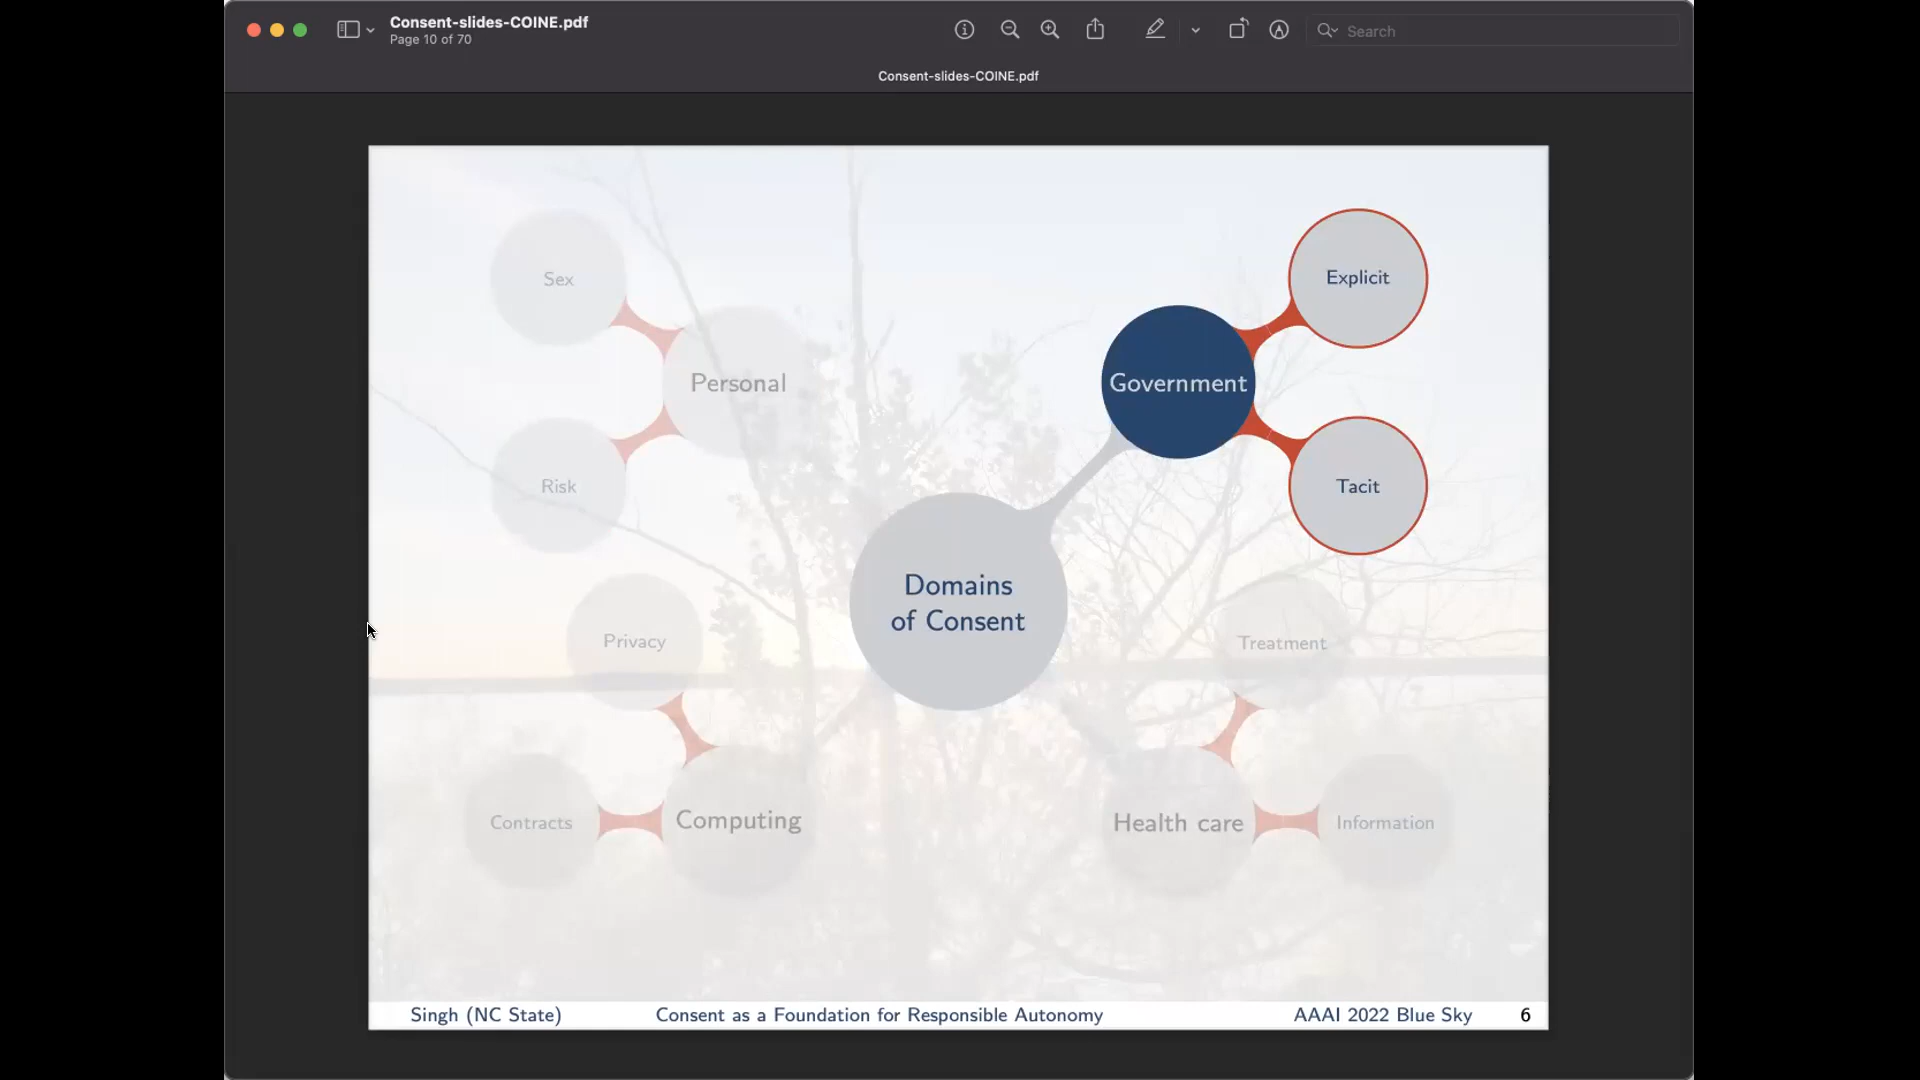 Consent-slides-COINE.pdf
Page 10 of 70
Search
Consent-slides-COINE.pdf
Sex
Personal
Risk
Explicit
Government
Tacit
Domains
of Consent
Privacy
Contracts
Computing
Treatment
Health care
Information
Singh (NC State)
Consent as a Foundation for Responsible Autonomy
AAAI 2022 Blue Sky
6